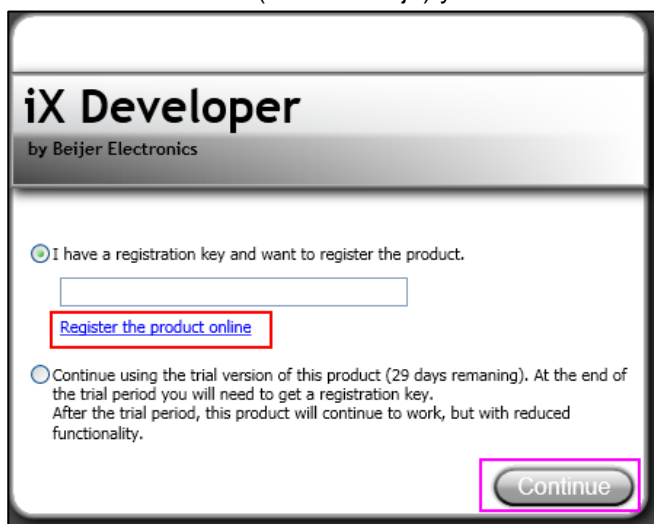 iX Developer
by Beijer Electronics
I have a registration key and want to register the product.
Register the product online
Continue using the trial version of this product (29 days remaning). At the end of
the trial period you will need to get a registration key.
After the trial period, this product will continue to work, but with reduced
functionality.
Continue